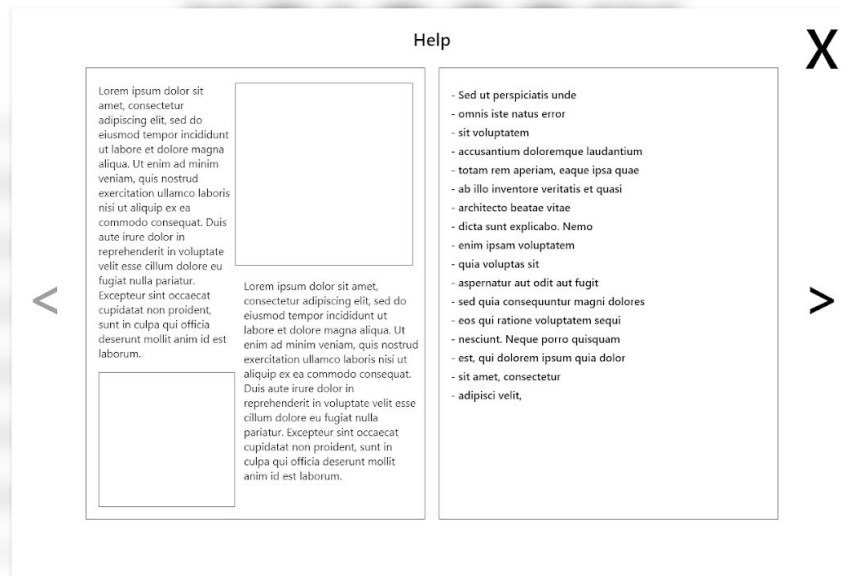 Help
X
Lorem ipsum dolor sit
amet, consectetur
adipiscing elit, sed do
eiusmod tempor incididunt
ut labore et dolore magna
aliqua. Ut enim ad minim
veniam, quis nostrud
exercitation ullamco laboris
nisi ut aliquip ex ea
commodo consequat. Duis
aute irure dolor in
reprehenderit in voluptate
velit esse cillum dolore eu
fugiat nulla pariatur.
Excepteur sint occaecat
cupidatat non proident,
sunt in culpa qui officia
deserunt mollit anim id est
laborum.
Lorem ipsum dolor sit amet,
consectetur adipiscing elit, sed do
eiusmod tempor incididunt ut
labore et dolore magna aliqua. Ut
enim ad minim veniam, quis nostrud
exercitation ullamco laboris nisi ut
aliquip ex ea commodo consequat.
Duis aute irure dolor in
reprehenderit in voluptate velit esse
cillum dolore eu fugiat nulla
pariatur. Excepteur sint occaecat
cupidatat non proident, sunt in
culpa qui officia deserunt mollit
anim id est laborum.
- Sed ut perspiciatis unde
- omnis iste natus error
- sit voluptatem
- accusantium doloremque laudantium
- totam rem aperiam, eaque ipsa quae
- ab illo inventore veritatis et quasi
- architecto beatae vitae
- dicta sunt explicabo. Nemo
- enim ipsam voluptatem
- quia voluptas sit
- aspernatur aut odit aut fugit
- sed quia consequuntur magni dolores
- eos qui ratione voluptatem sequi
- nesciunt. Neque porro quisquam
- est, qui dolorem ipsum quia dolor
- sit amet, consectetur
- adipisci velit,
<
>